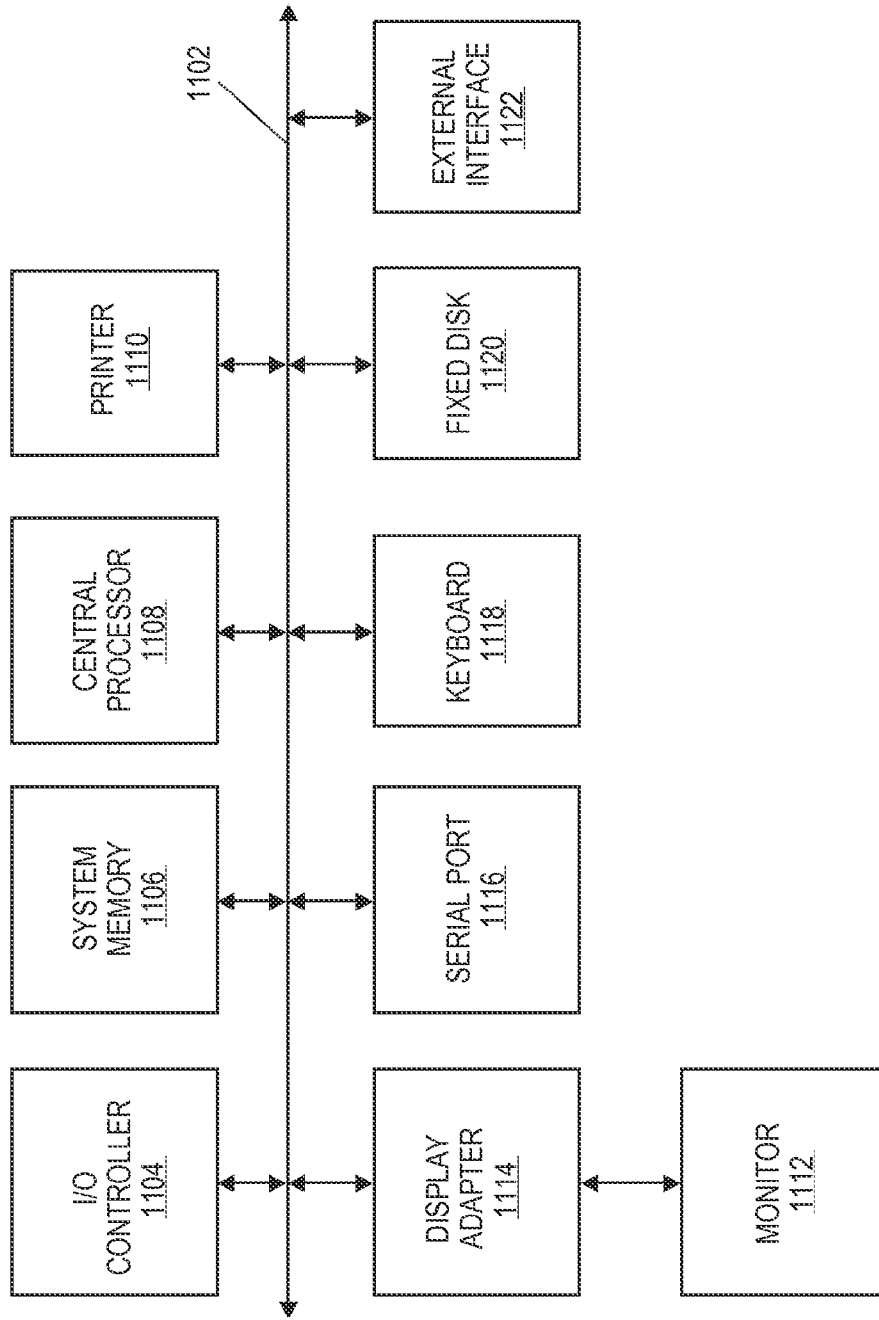 I/O
CONTROLLER
1104
SYSTEM
MEMORY
1106
CENTRAL
PROCESSOR
1108
PRINTER
1110
1102
DISPLAY
ADAPTER
1114
SERIAL PORT
1116
KEYBOARD
1118
FIXED DISK
1120
EXTERNAL
INTERFACE
1122
MONITOR
1112